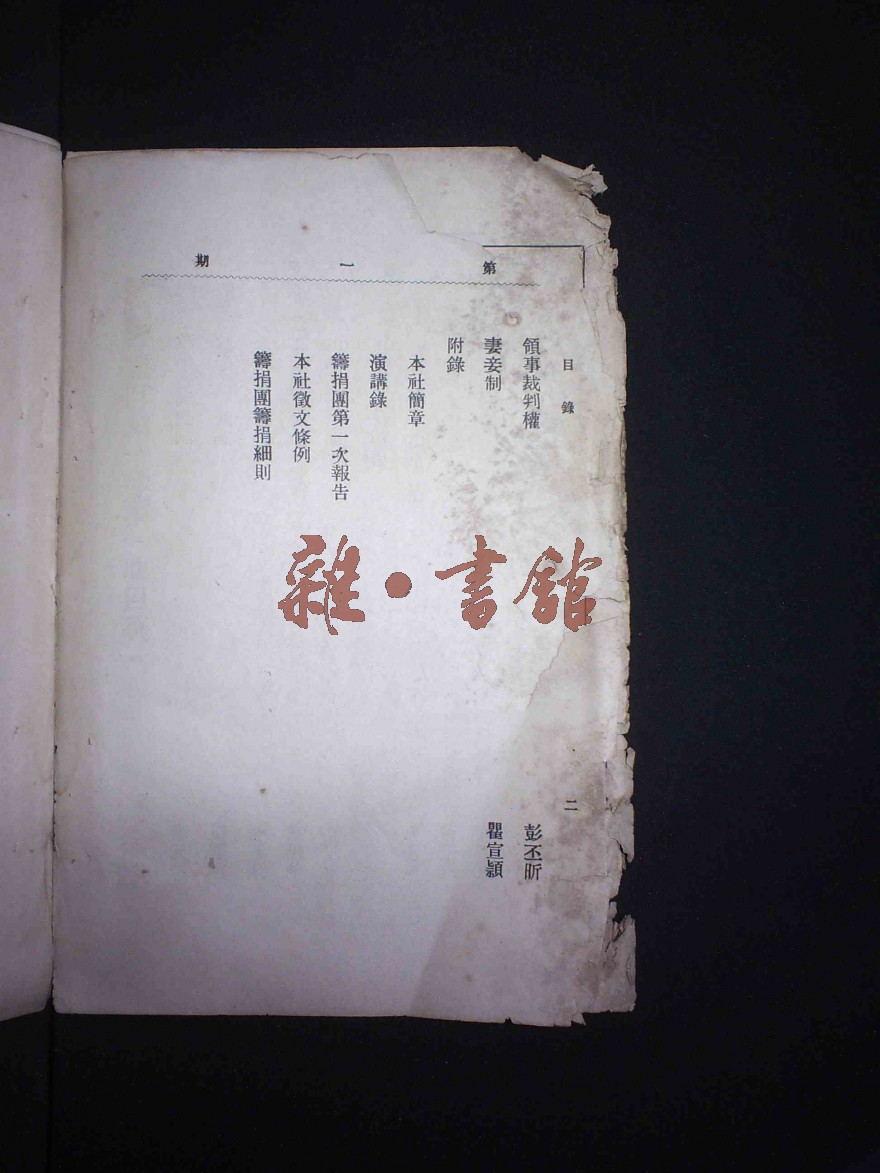 第一期
目錄 二
領事裁判權 彭丕昕
妻妾制 瞿宣穎
附錄
本社簡章
演講錄
籌捐團第一次報告
本社徵文條例
籌捐團籌捐細則
雜·書館